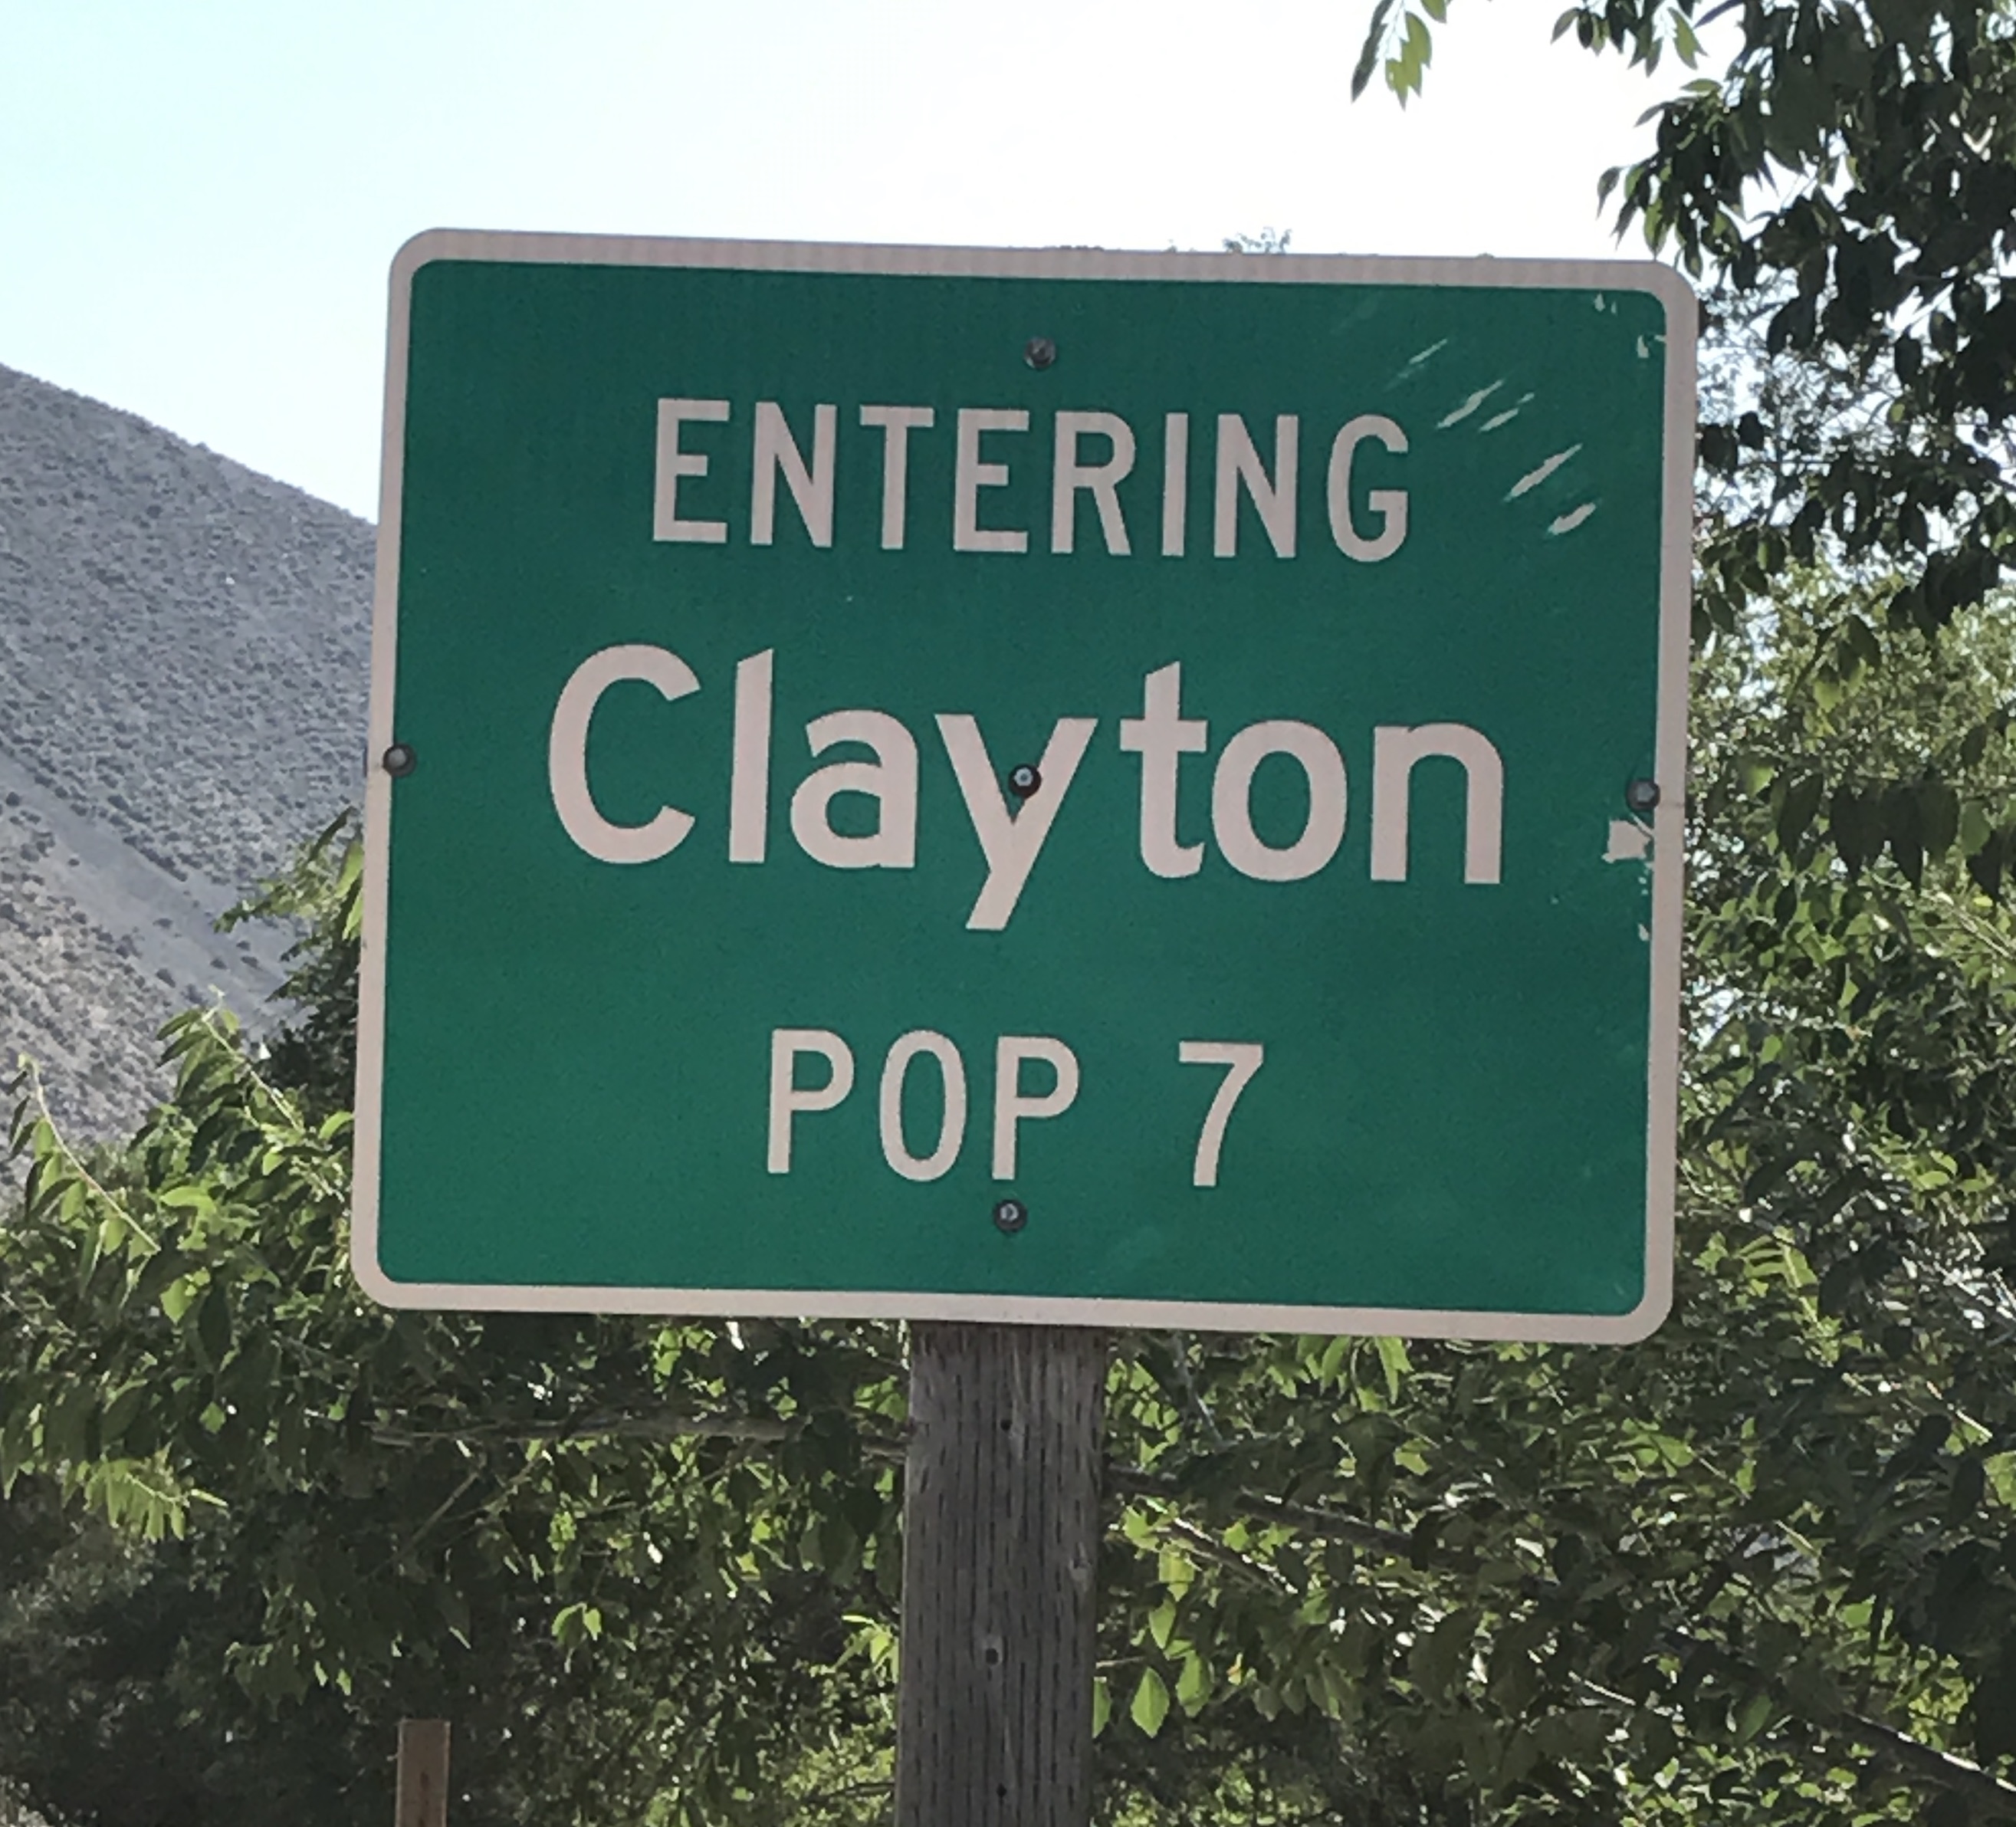 ENTERING
Clayton
POP 7